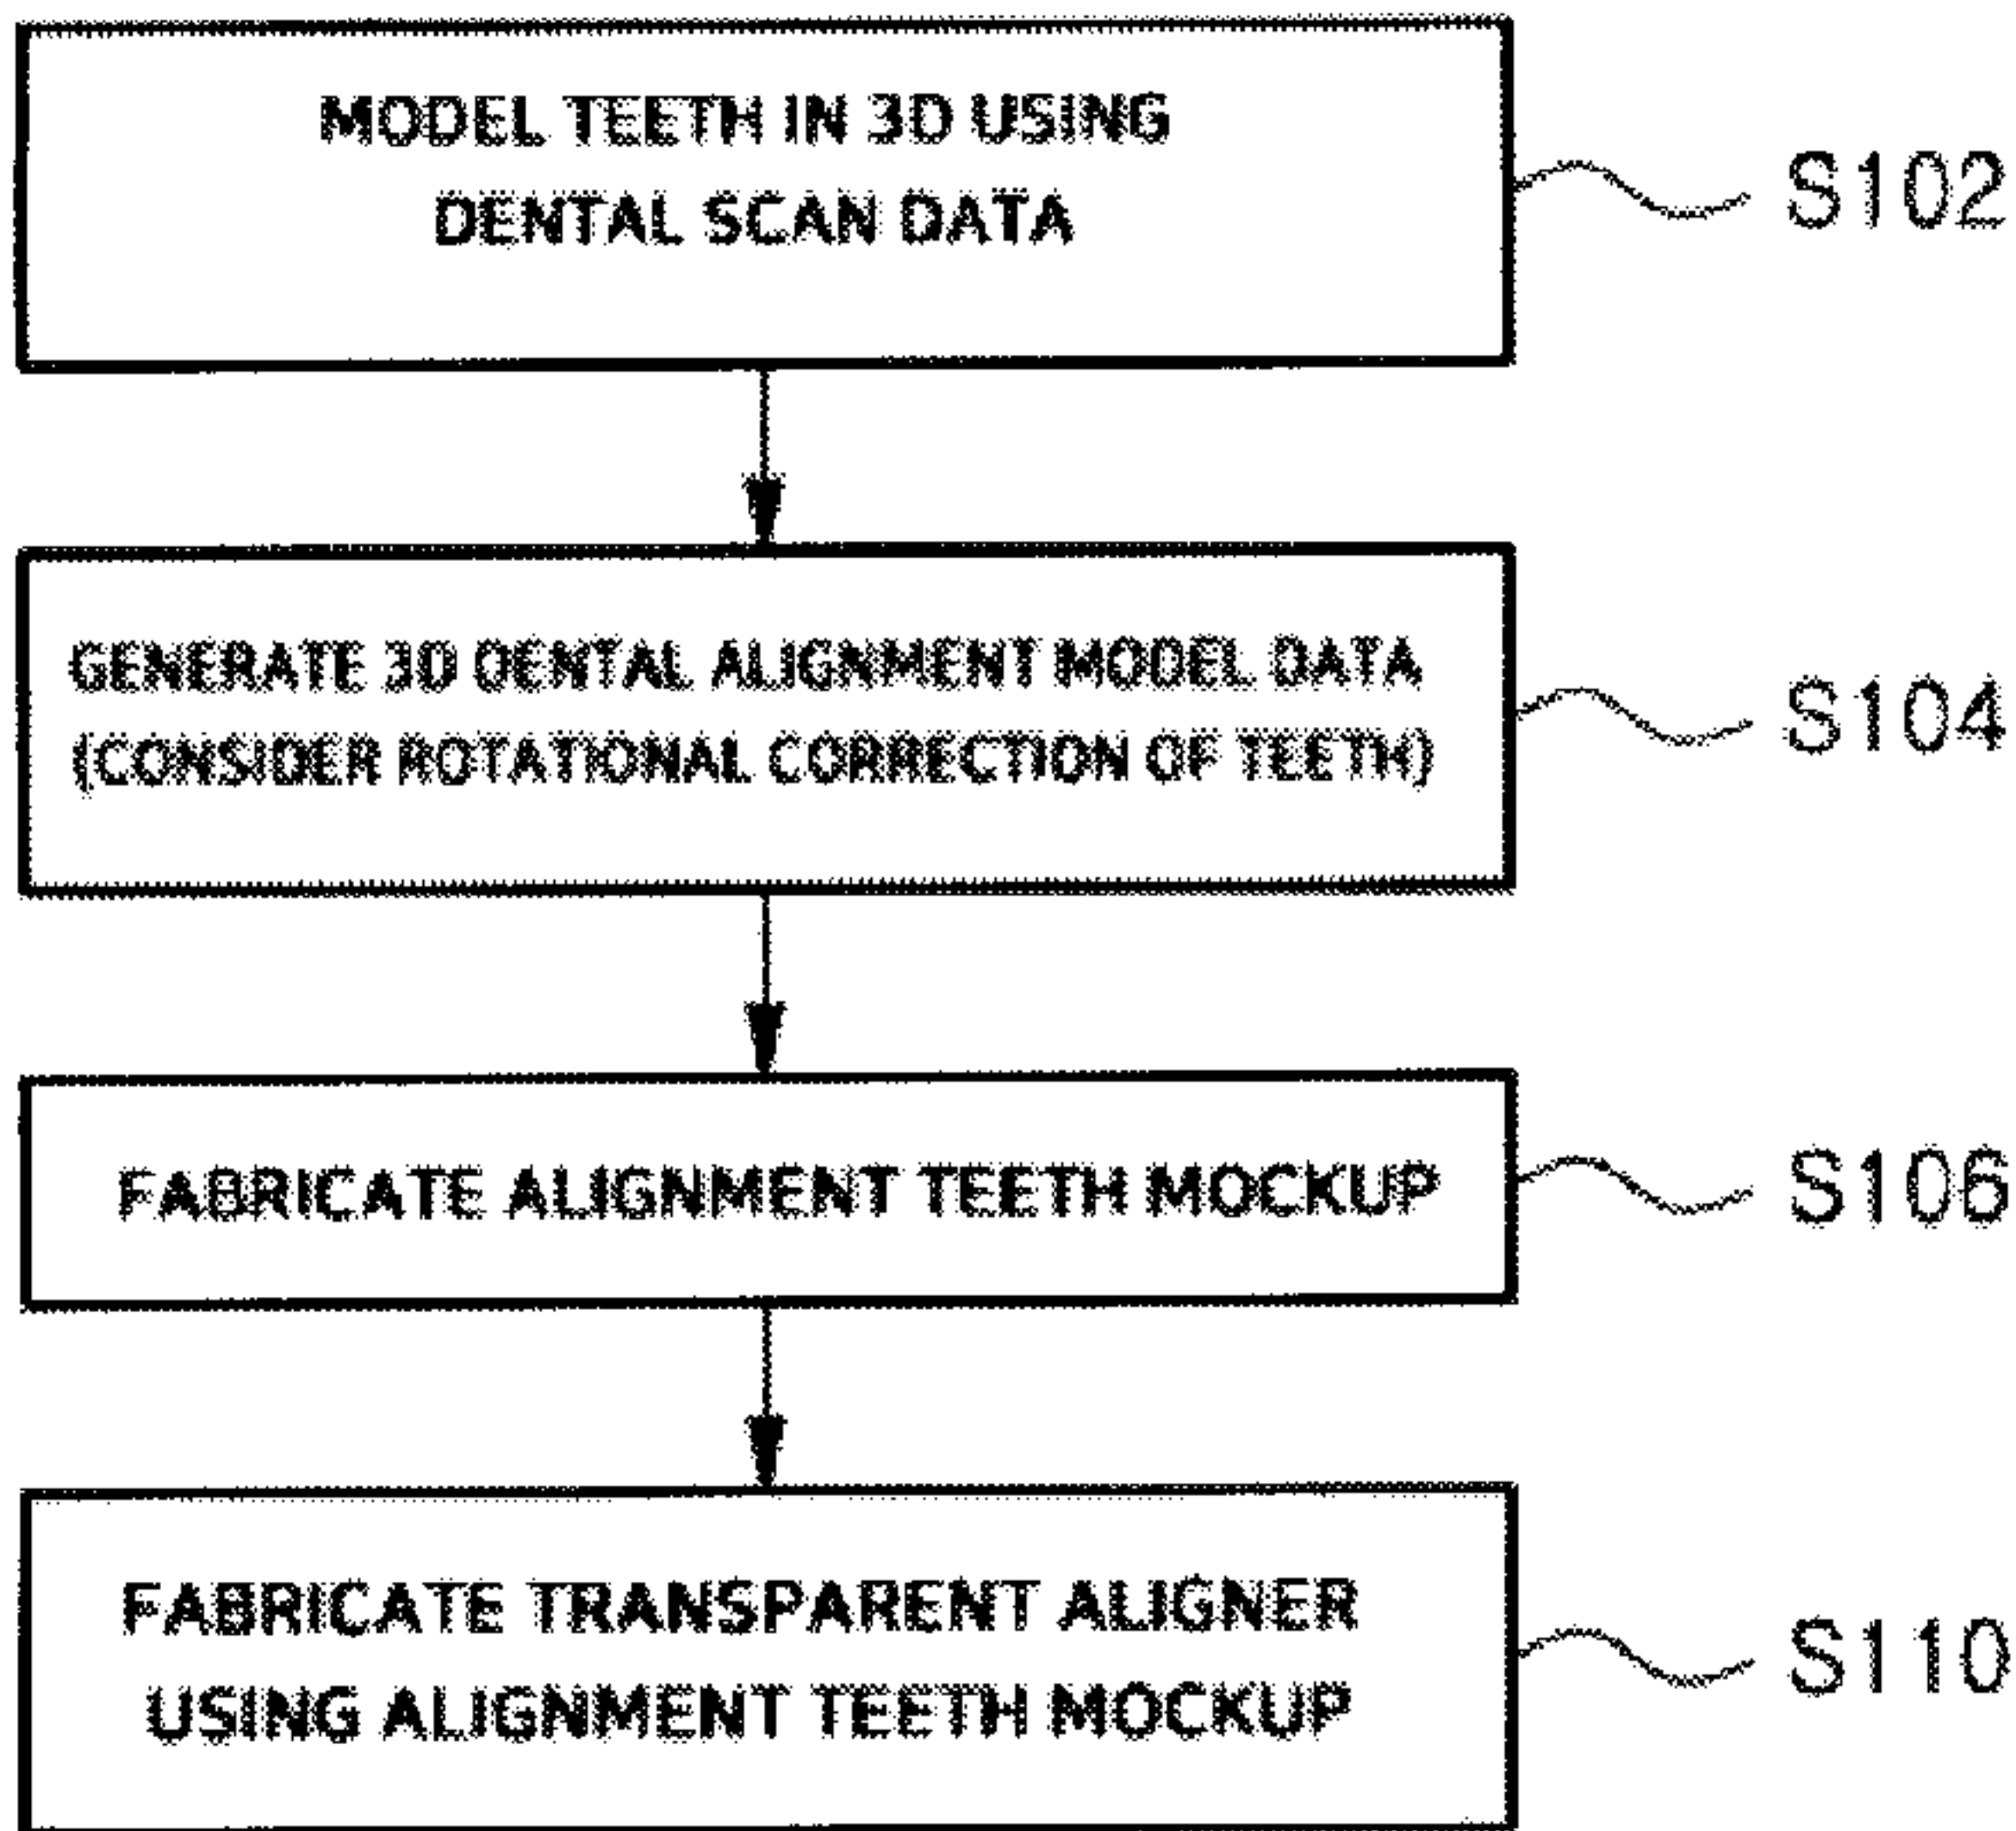 MODEL TEETH IN 3D USING
DENTAL SCAN DATA
S102
GENERATE 3D DENTAL ALIGNMENT MODEL DATA
(CONSIDER ROTATIONAL CORRECTION OF TEETH)
S104
FABRICATE ALIGNMENT TEETH MOCKUP
S106
FABRICATE TRANSPARENT ALIGNER
USING ALIGNMENT TEETH MOCKUP
S110